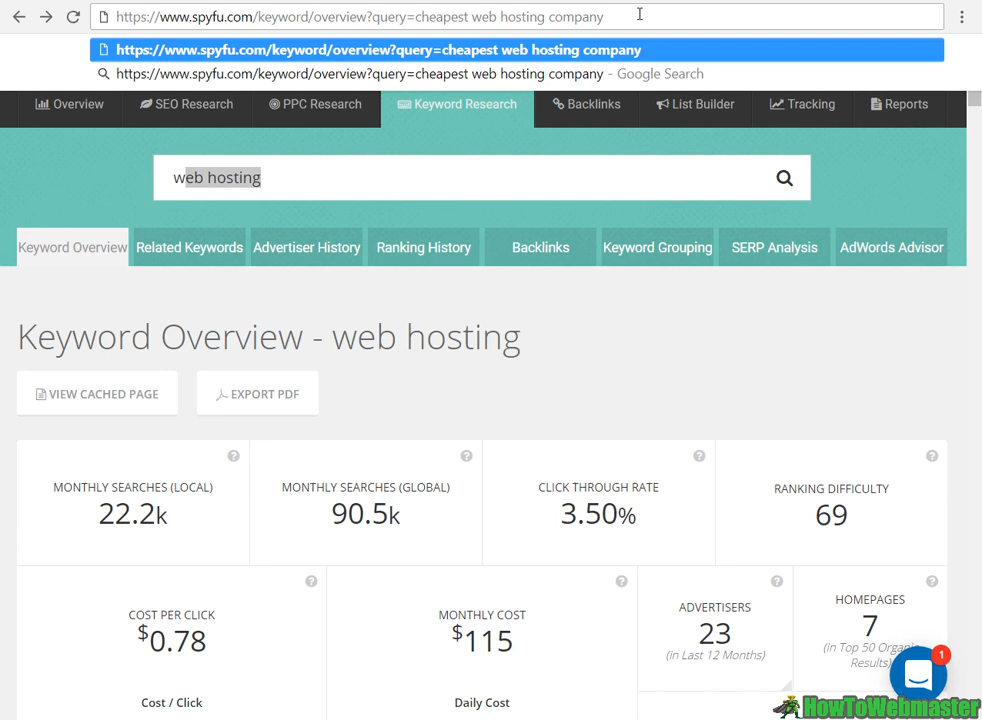 https://www.spyfu.com/keyword/overview?query=cheapest web hosting company
https://www.spyfu.com/keyword/overview?query=cheapest web hosting company
https://www.spyfu.com/keyword/overview?query=cheapest web hosting company - Google Search
Overview SEO Research PPC Research Keyword Research Backlinks List Builder Tracking Reports
web hosting
Keyword Overview Related Keywords Advertiser History Ranking History Backlinks Keyword Grouping SERP Analysis AdWords Advisor
Keyword Overview - web hosting
VIEW CACHED PAGE EXPORT PDF
MONTHLY SEARCHES (LOCAL)
22.2k
MONTHLY SEARCHES (GLOBAL)
90.5k
CLICK THROUGH RATE
3.50%
RANKING DIFFICULTY
69
COST PER CLICK
$0.78
Cost / Click
MONTHLY COST
$115
Daily Cost
ADVERTISERS
23
(in Last 12 Months)
HOMEPAGES
7
(in Top 50
Results)
1
HowToWebmaster